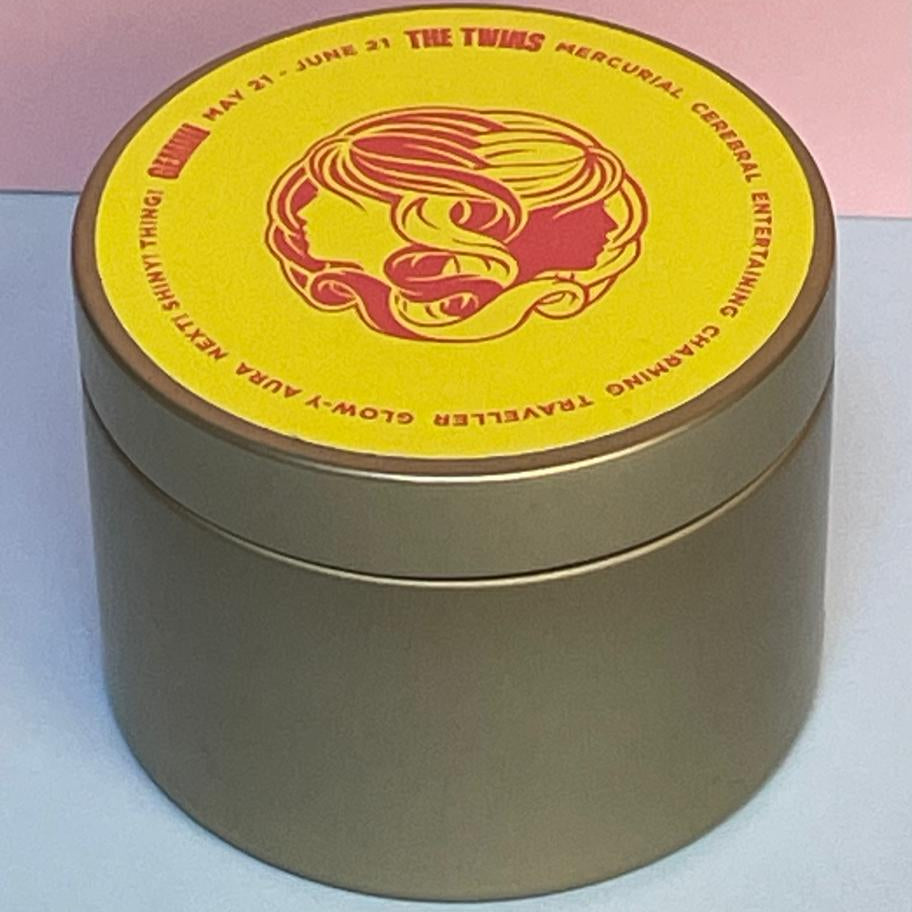 GEMINI MAY 21 - JUNE 21 THE TWINS MERCURIAL CEREBRAL ENTERTAINING CHARMING TRAVELLER GLOW-Y AURA NEXT! SHINY! THING!